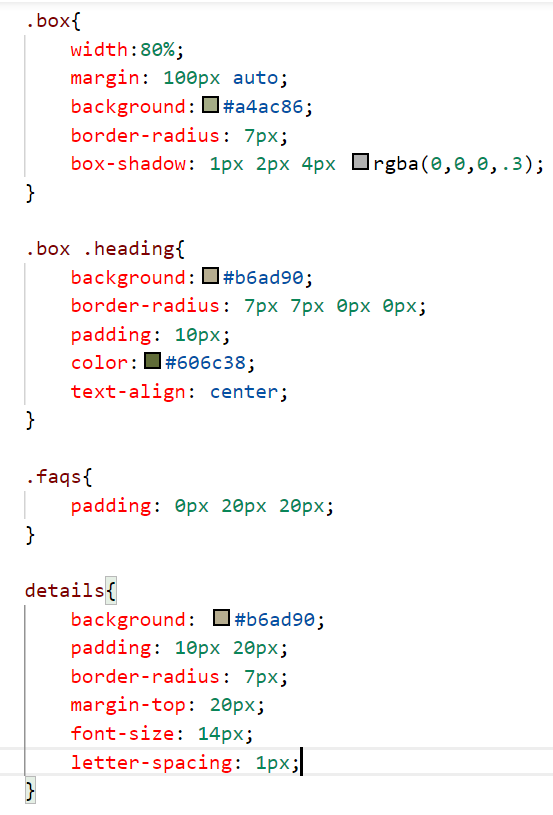 .box{
width:80%;
margin: 100px auto;
background: #a4ac86;
border-radius: 7px;
box-shadow: 1px 2px 4px rgba(0,0,0,.3);
}
.box .heading{
background: #b6ad90;
border-radius: 7px 7px 0px 0px;
padding: 10px;
color: #606c38;
text-align: center;
}
.faqs{
padding: 0px 20px 20px;
}
details{
background: #b6ad90;
padding: 10px 20px;
border-radius: 7px;
margin-top: 20px;
font-size: 14px;
letter-spacing: 1px;
}